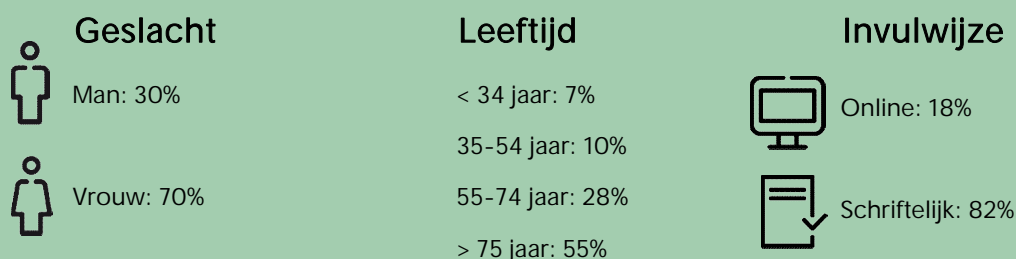 Geslacht
Man: 30%
Vrouw: 70%
Leeftijd
< 34 jaar: 7%
35-54 jaar: 10%
55-74 jaar: 28%
> 75 jaar: 55%
Invulwijze
Online: 18%
Schriftelijk: 82%